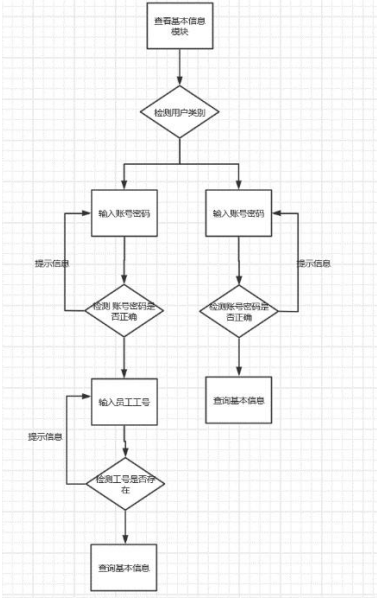 查看基本信息
模块
检测用户类别
输入账号密码
输入账号密码
提示信息
提示信息
检测 账号密码是
否正确
检测账号密码是
否正确
输入员工工号
查询基本信息
提示信息
检测工号是否存
在
查询基本信息